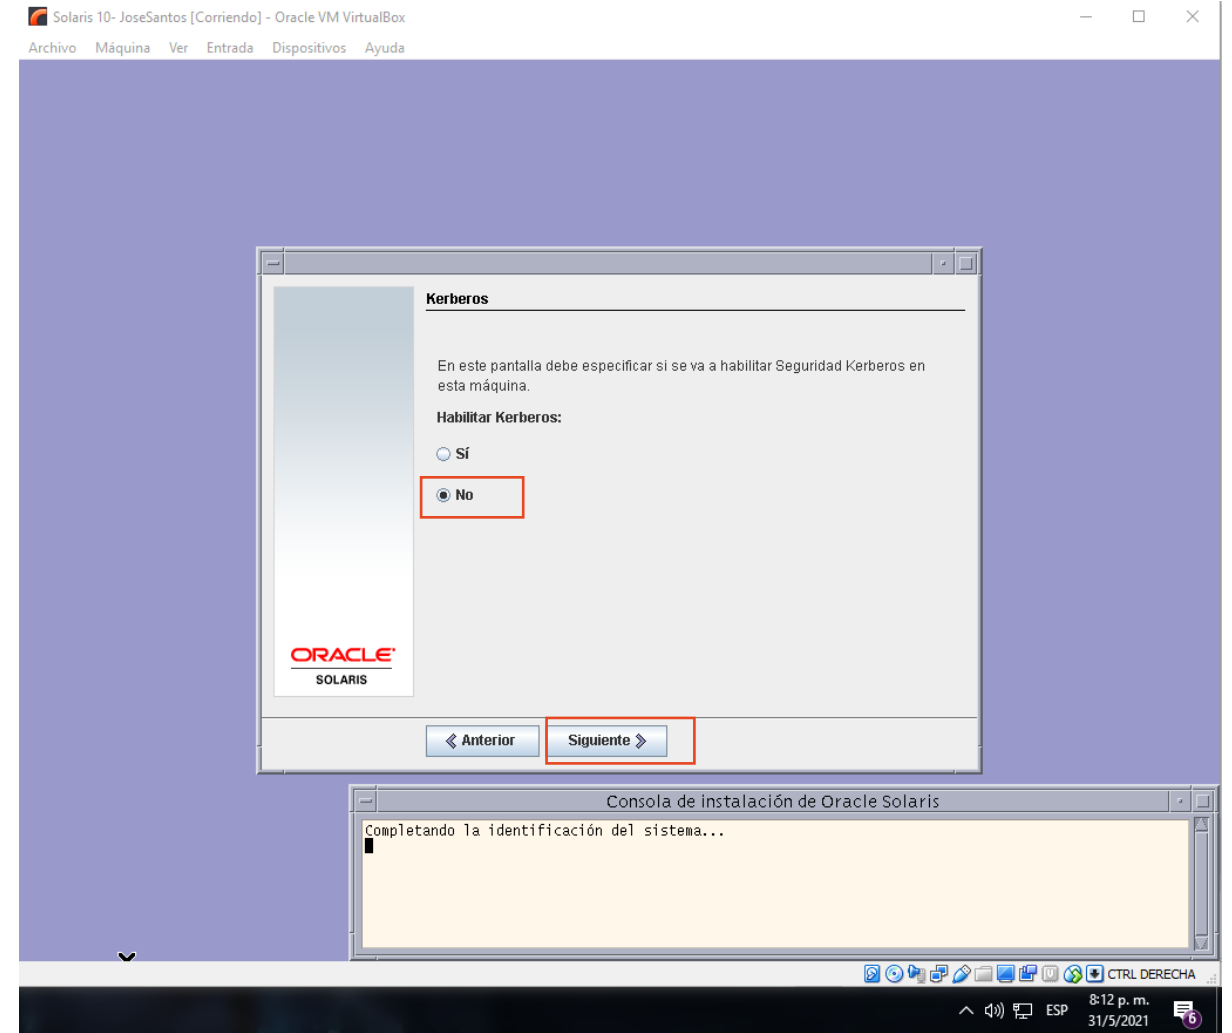 Solaris 10- JoseSantos [Corriendo] - Oracle VM VirtualBox
Archivo Máquina Ver Entrada Dispositivos Ayuda
Kerberos
En este pantalla debe especificar si se va a habilitar Seguridad Kerberos en
esta máquina.
Habilitar Kerberos:
Sí
No
ORACLE
SOLARIS
Anterior Siguiente
Consola de instalación de Oracle Solaris
Completando la identificación del sistema...
CTRL DERECHA
ESP
8:12 p. m.
31/5/2021
6